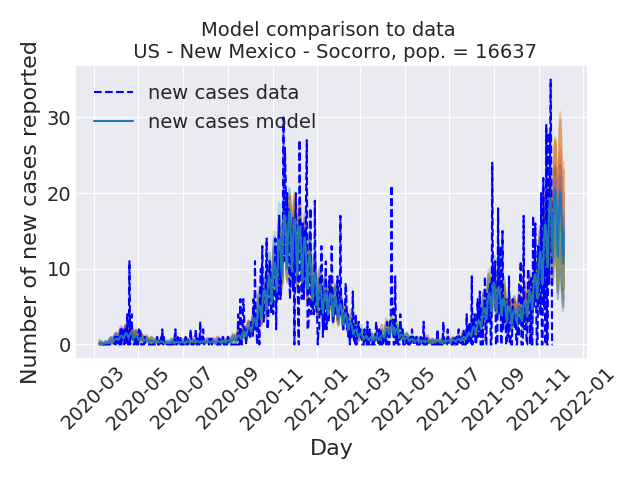 Model comparison to data
US - New Mexico - Socorro, pop. = 16637
Number of new cases reported
30
20
10
0
new cases data
new cases model
2020-03
2020-05
2020-07
2020-09
2020-11
2021-01
2021-03
2021-05
2021-07
2021-09
2021-11
2022-01
Day